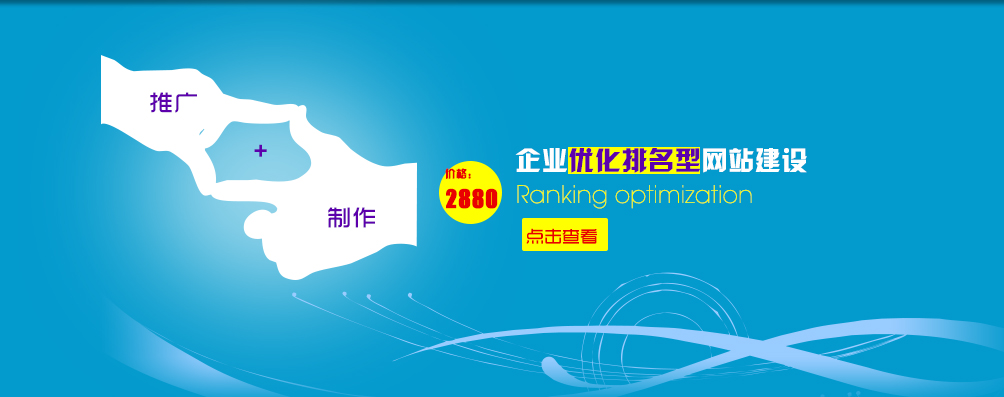 推广
+
制作
价格：
2880
企业优化排名型网站建设
Ranking optimization
点击查看